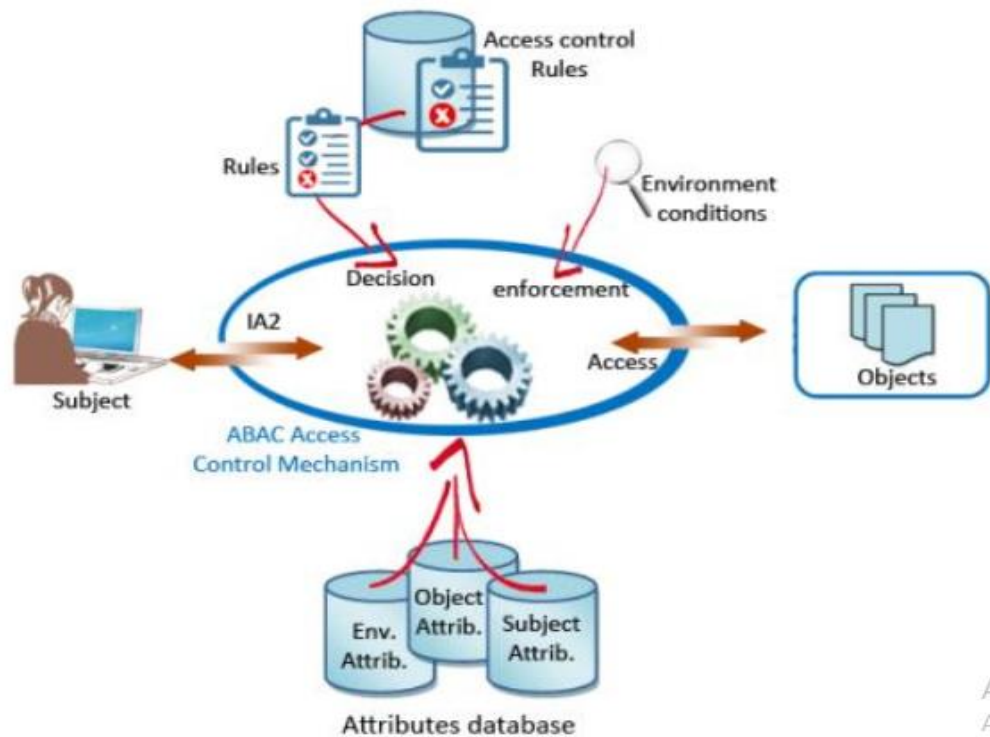 Access control
Rules
Rules
Environment
conditions
Decision
enforcement
IA2
Access
Subject
Objects
ABAC Access
Control Mechanism
Env.
Attrib.
Object
Attrib.
Subject
Attrib.
Attributes database